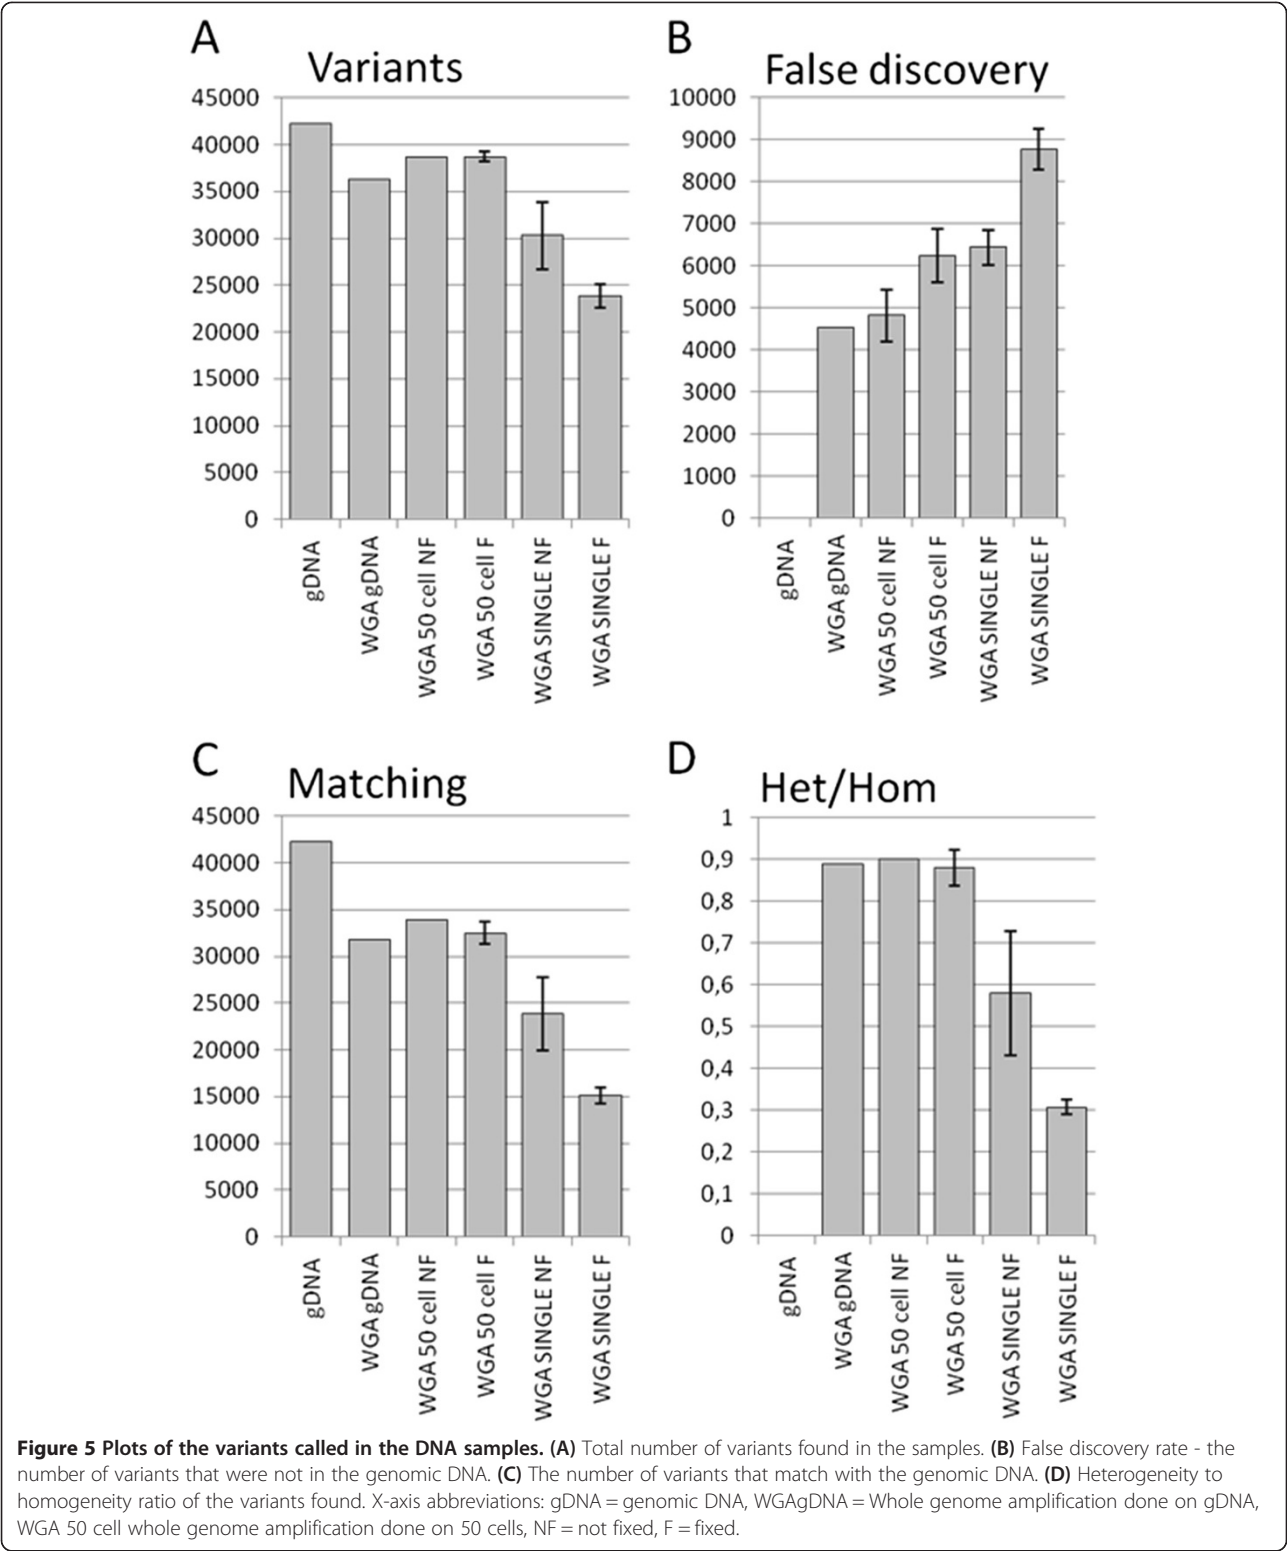 A
Variants
45000
40000
35000
30000
25000
20000
15000
10000
5000
0
gDNA
WGA gDNA
WGA 50 cell NF
WGA 50 cell F
WGA SINGLE NF
WGA SINGLE F
B
False discovery
10000
9000
8000
7000
6000
5000
4000
3000
2000
1000
0
gDNA
WGA gDNA
WGA 50 cell NF
WGA 50 cell F
WGA SINGLE NF
WGA SINGLE F
C
Matching
45000
40000
35000
30000
25000
20000
15000
10000
5000
0
gDNA
WGA gDNA
WGA 50 cell NF
WGA 50 cell F
WGA SINGLE NF
WGA SINGLE F
D
Het/Hom
1
0,9
0,8
0,7
0,6
0,5
0,4
0,3
0,2
0,1
0
gDNA
WGA gDNA
WGA 50 cell NF
WGA 50 cell F
WGA SINGLE NF
WGA SINGLE F
Figure 5 Plots of the variants called in the DNA samples. (A) Total number of variants found in the samples. (B) False discovery rate - the
number of variants that were not in the genomic DNA. (C) The number of variants that match with the genomic DNA. (D) Heterogeneity to
homogeneity ratio of the variants found. X-axis abbreviations: gDNA = genomic DNA, WGAgDNA = Whole genome amplification done on gDNA,
WGA 50 cell whole genome amplification done on 50 cells, NF = not fixed, F = fixed.